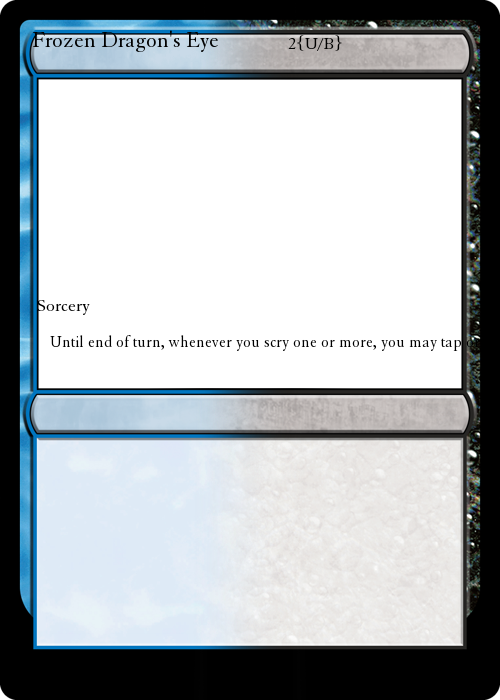 Frozen Dragon's Eye 2{U/B}
Sorcery
Until end of turn, whenever you scry one or more, you may tap